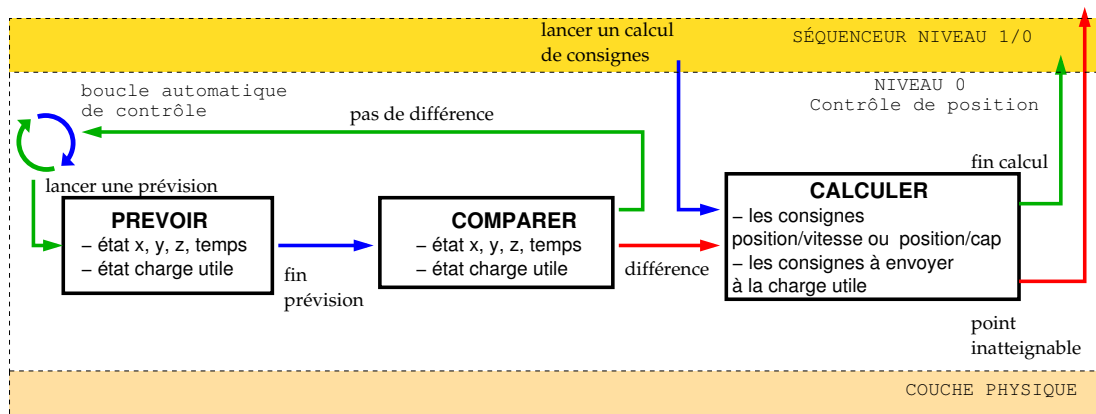 lancer un calcul
de consignes
SÉQUENCEUR NIVEAU 1/0
boucle automatique
de contrôle
NIVEAU 0
Contrôle de position
pas de différence
fin calcul
lancer une prévision
PREVOIR
– état x, y, z, temps
– état charge utile
fin
prévision
COMPARER
– état x, y, z, temps
– état charge utile
différence
CALCULER
– les consignes
position/vitesse ou position/cap
– les consignes à envoyer
à la charge utile
point
inatteignable
COUCHE PHYSIQUE